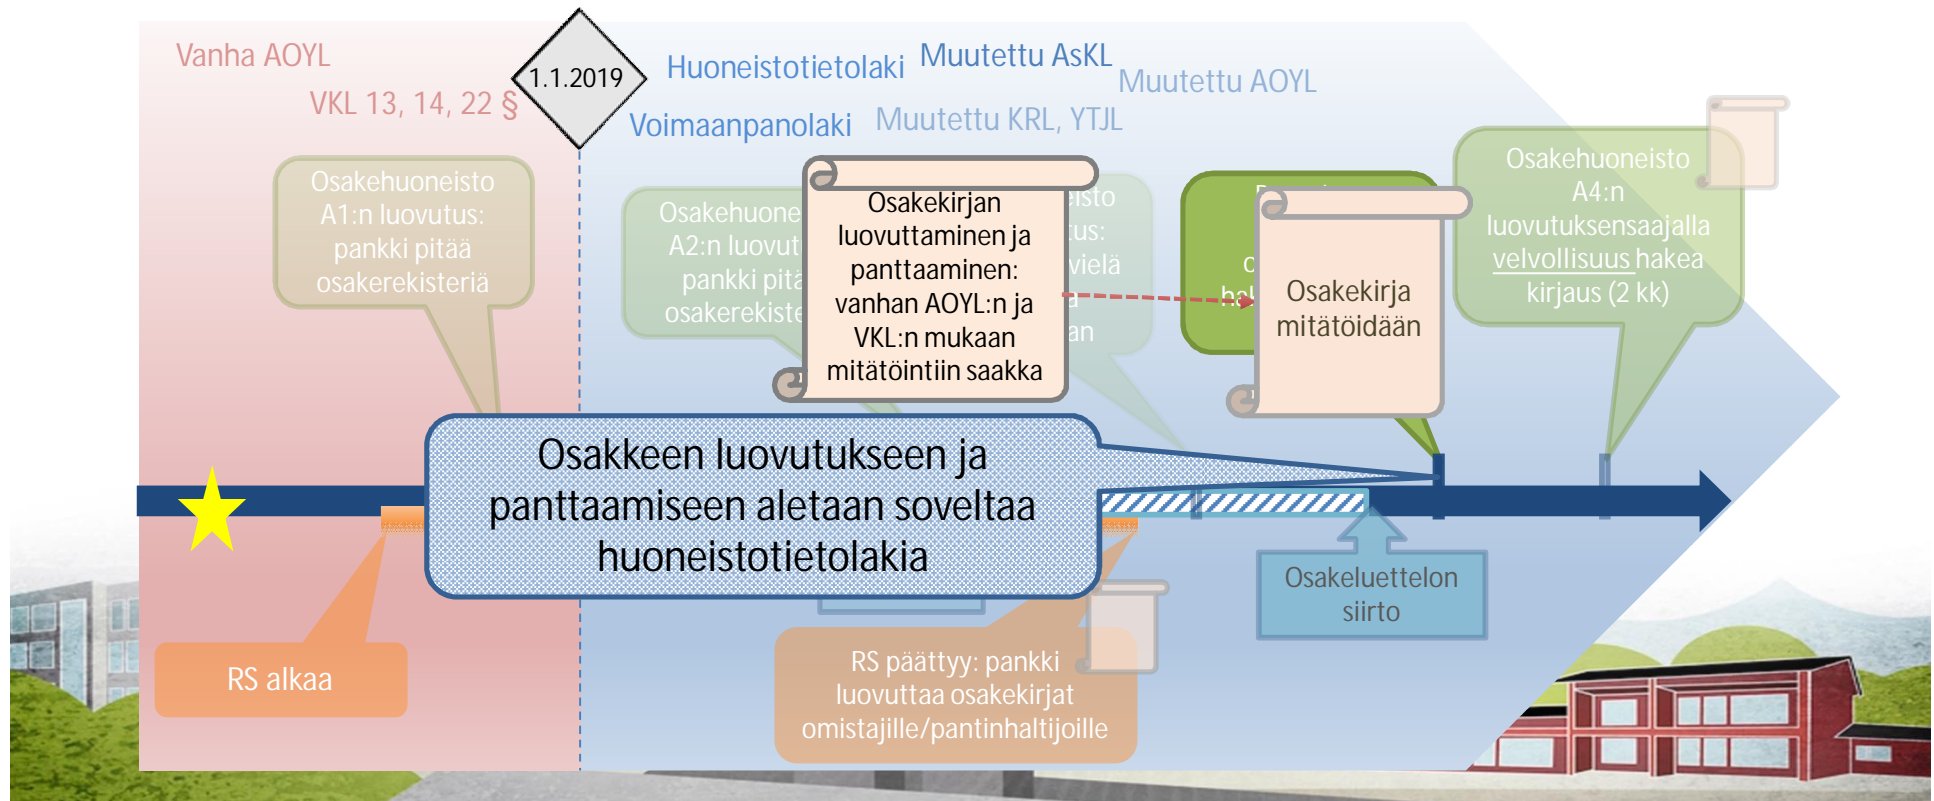 Vanha AOYL
VKL 13, 14, 22 §
1.1.2019
Huoneistotietolaki
Muutettu AsKL
Muutettu AOYL
Voimaanpanolaki
Muutettu KRL, YTJL
Osakehuoneisto
A1:n luovutus:
pankki pitää
osakerekisteriä
A2:n
Osakekirjan
luovuttaminen ja
panttaaminen:
vanhan AOYL:n ja
VKL:n mukaan
mitätöintiin saakka
vielä
Osakekirja
mitätöidään
Osakehuoneisto
A4:n
luovutuksensaajalla
velvollisuus hakea
kirjaus (2 kk)
Osakkeen luovutukseen ja
panttaamiseen aletaan soveltaa
huoneistotietolakia
RS alkaa
RS päättyy: pankki
luovuttaa osakekirjat
omistajille/pantinhaltijoille
Osakeluettelon
siirto